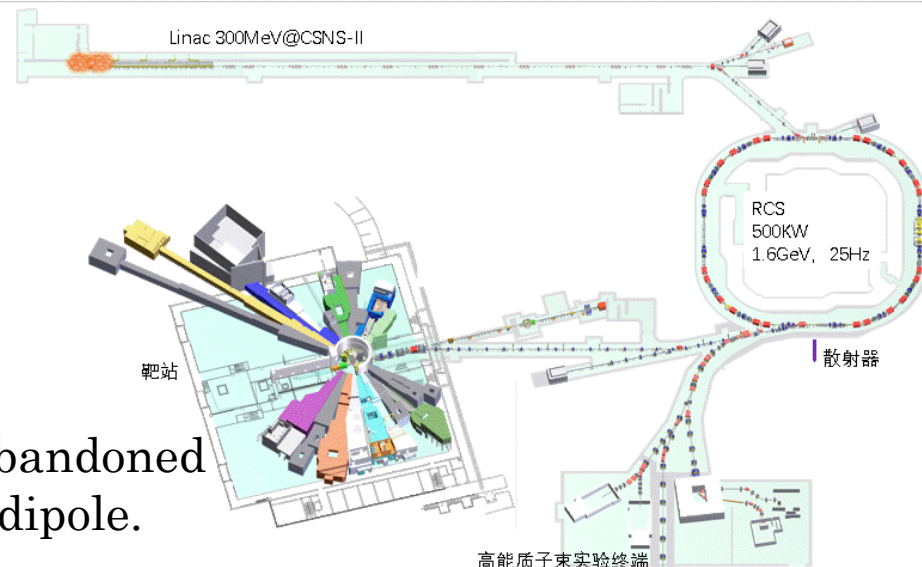 Linac 300MeV@CSNS-II
RCS
500KW
1.6GeV，25Hz
散射器
靶站
bandoned
dipole.
高能质子束实验终端